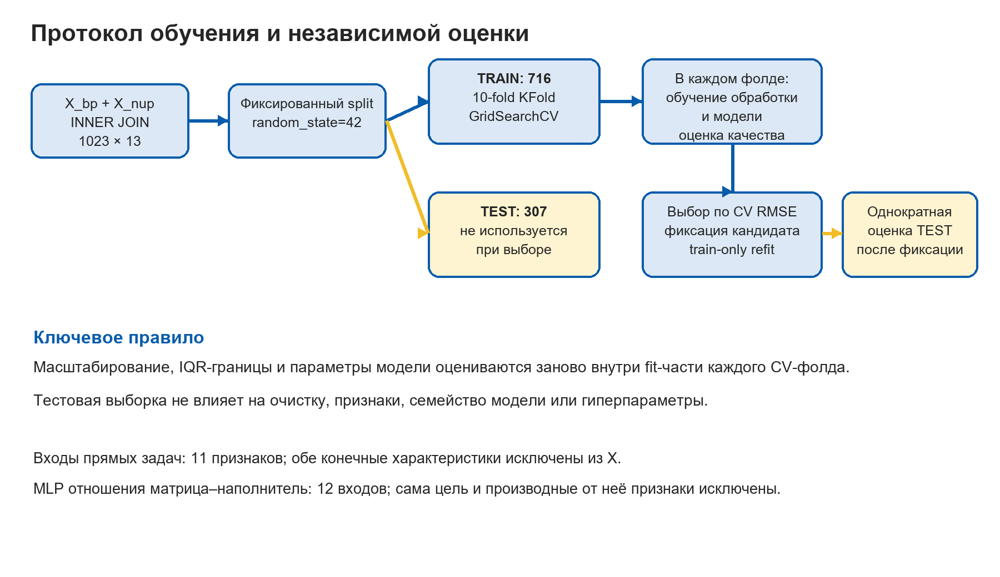 Протокол обучения и независимой оценки
X_bp + X_nup
INNER JOIN
1023 × 13
Фиксированный split
random_state=42
TRAIN: 716
10-fold KFold
GridSearchCV
В каждом фолде:
обучение обработки
и модели
оценка качества
TEST: 307
не используется
при выборе
Выбор по CV RMSE
фиксация кандидата
train-only refit
Однократная
оценка TEST
после фиксации
Ключевое правило
Масштабирование, IQR-границы и параметры модели оцениваются заново внутри fit-части каждого CV-фолда.
Тестовая выборка не влияет на очистку, признаки, семейство модели или гиперпараметры.
Входы прямых задач: 11 признаков; обе конечные характеристики исключены из X.
MLP отношения матрица–наполнитель: 12 входов; сама цель и производные от неё признаки исключены.